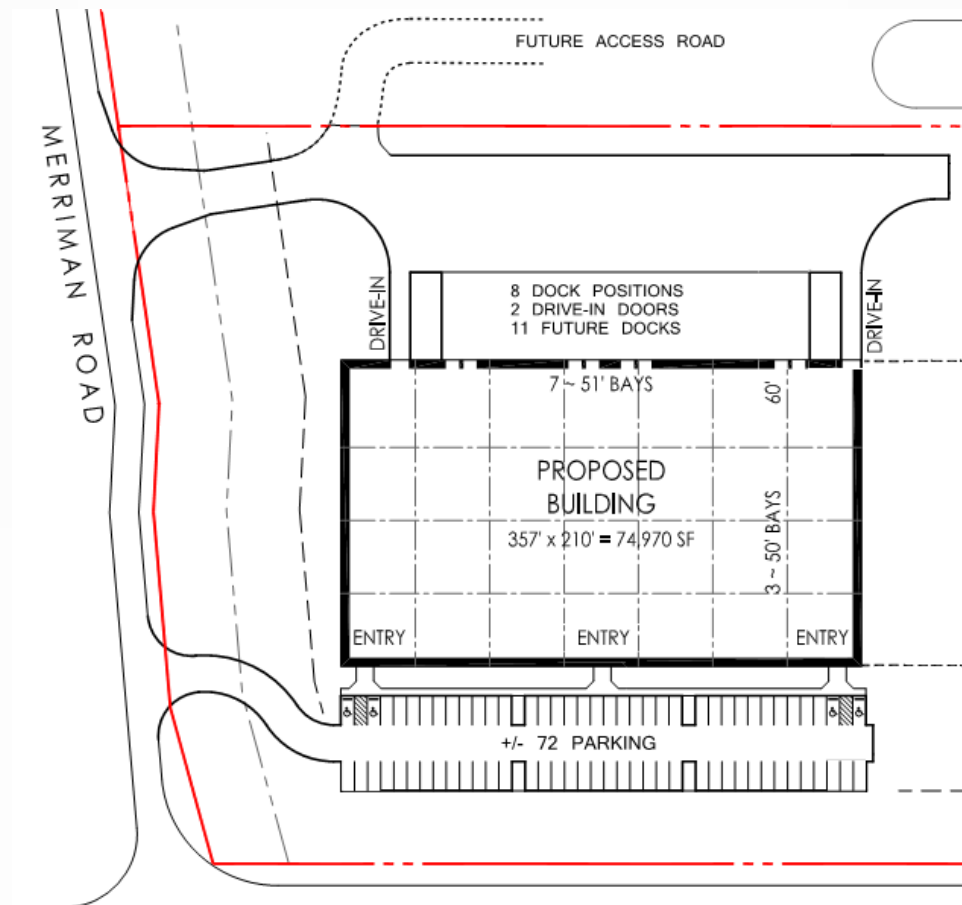 FUTURE ACCESS ROAD
MERRIMAN ROAD
DRIVE-IN
8 DOCK POSITIONS
2 DRIVE-IN DOORS
11 FUTURE DOCKS
DRIVE-IN
7 ~ 51' BAYS
60'
PROPOSED
BUILDING
357' x 210' = 74,970 SF
3 ~ 50' BAYS
ENTRY
ENTRY
ENTRY
+/- 72 PARKING